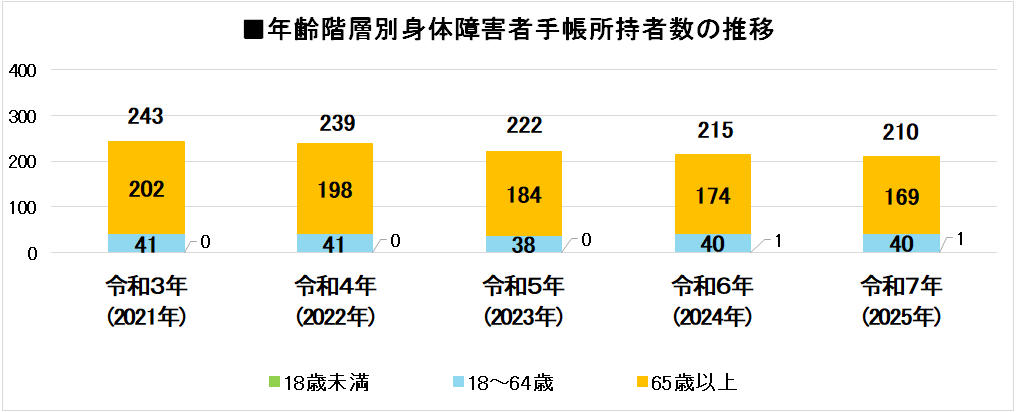 ■年齢階層別身体障害者手帳所持者数の推移
400
300
200
100
0
243 239 222 215 210
202 198 184 174 169
41 0 41 0 38 0 40 1 40 1
令和3年 令和4年 令和5年 令和6年 令和7年
(2021年) (2022年) (2023年) (2024年) (2025年)
18歳未満 18～64歳 65歳以上